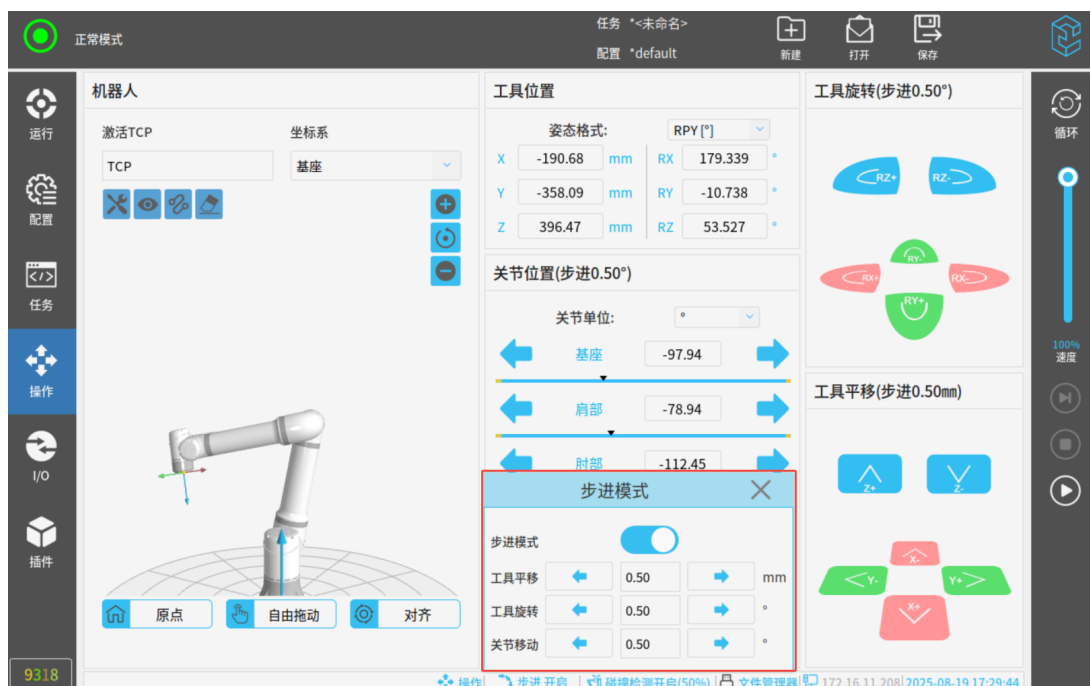 正常模式
任务 *<未命名>
配置 *default
新建
打开
保存
运行
配置
任务
操作
I/O
插件
9318
机器人
激活TCP
坐标系
TCP
基座
原点
自由拖动
对齐
工具位置
姿态格式:
RPY[°]
X -190.68 mm RX 179.339 °
Y -358.09 mm RY -10.738 °
Z 396.47 mm RZ 53.527 °
关节位置(步进0.50°)
关节单位: °
基座 -97.94
肩部 -78.94
肘部 -112.45
步进模式
步进模式
工具平移 0.50 mm
工具旋转 0.50 °
关节移动 0.50 °
工具旋转(步进0.50°)
RZ+ RZ-
RY-
RX+ RX-
RY+
工具平移(步进0.50mm)
Z+ Z-
X-
Y- Y+
X+
循环
100%
速度
操作 步进开启 碰撞检测开启(50%) 文件管理器 172.16.11.208 2025-08-19 17:29:44